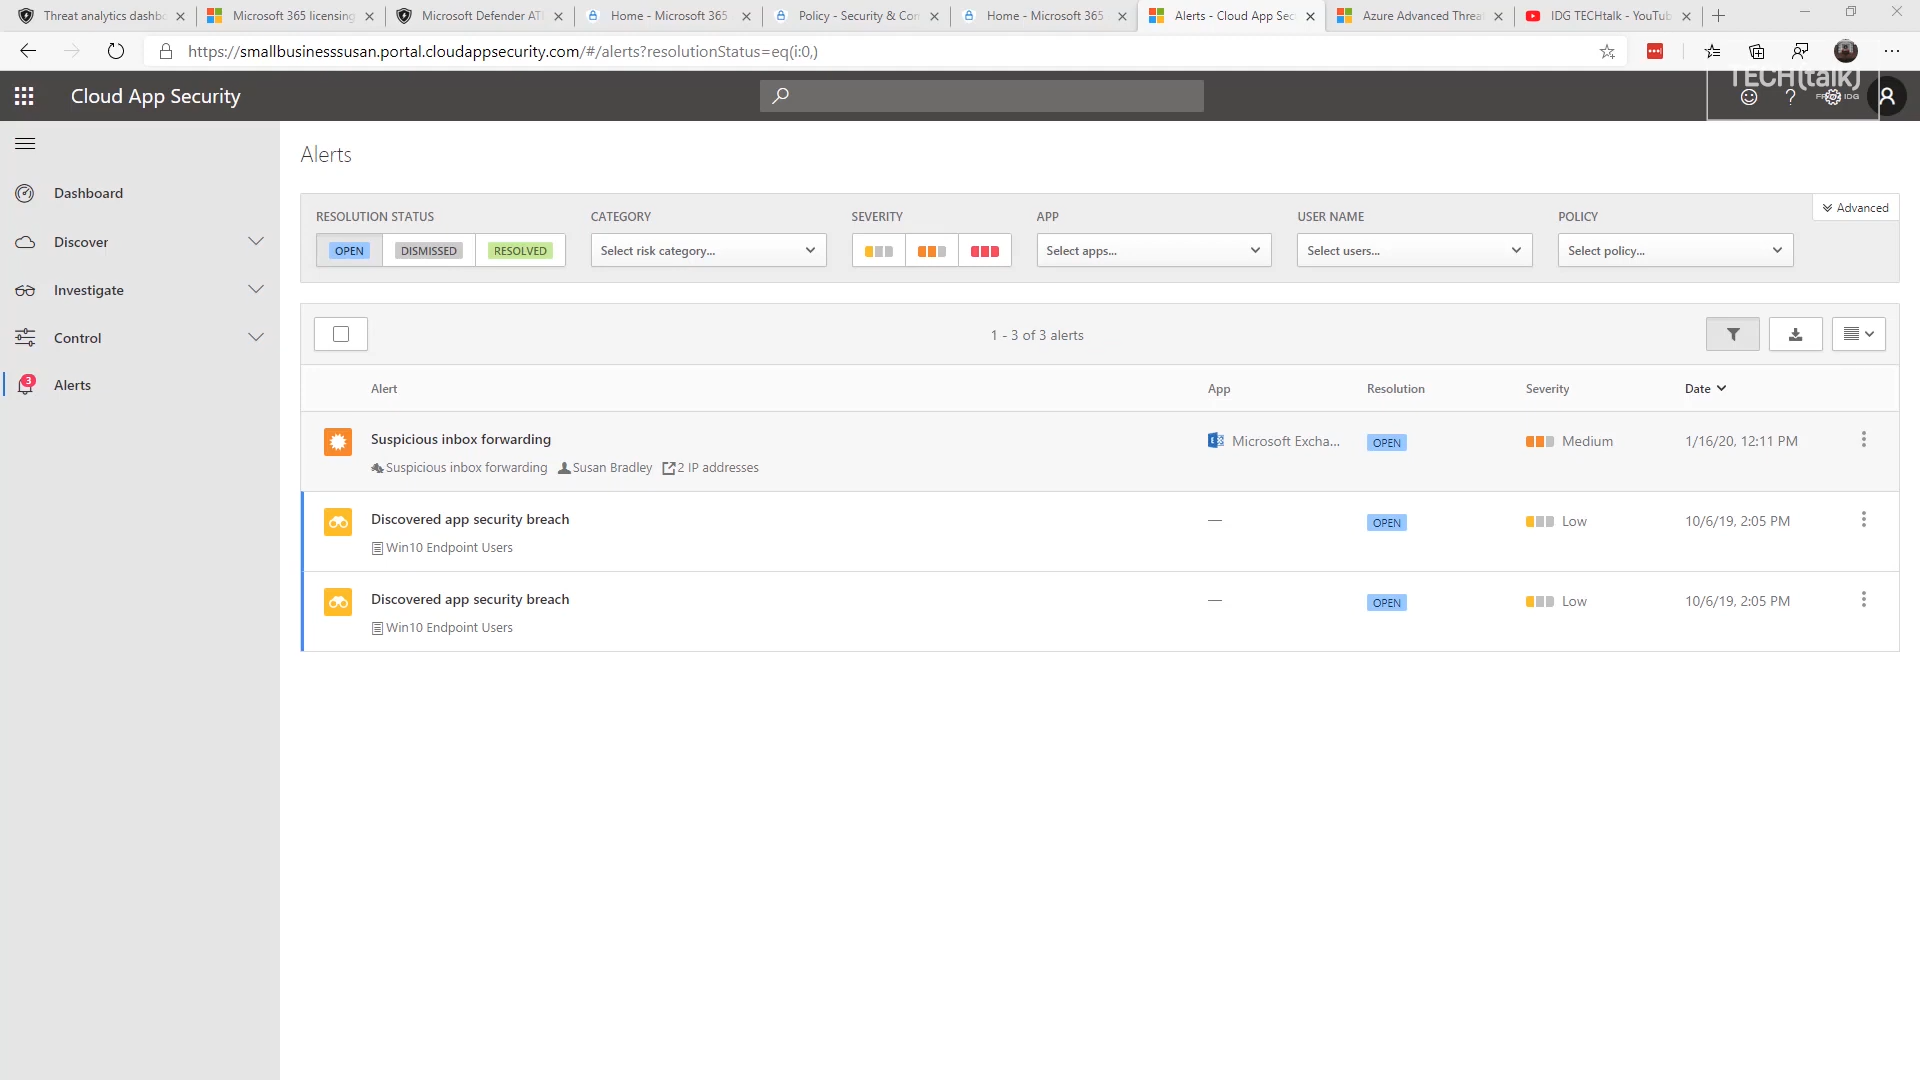 Threat analytics dashb
Microsoft 365 licensing
Microsoft Defender AT
Home - Microsoft 365
Policy - Security & Con
Home - Microsoft 365
Alerts - Cloud App Sec
Azure Advanced Threat
IDG TECHtalk - YouTub
https://smallbusinesssusan.portal.cloudappsecurity.com/#/alerts?resolutionStatus=eq(i:0,)
Cloud App Security
TECH(talk)
FROM IDG
Dashboard
Discover
Investigate
Control
3
Alerts
Alerts
RESOLUTION STATUS
CATEGORY
SEVERITY
APP
USER NAME
POLICY
Advanced
OPEN
DISMISSED
RESOLVED
Select risk category...
Select apps...
Select users...
Select policy...
1 - 3 of 3 alerts
Alert
App
Resolution
Severity
Date
Suspicious inbox forwarding
Microsoft Excha...
OPEN
Medium
1/16/20, 12:11 PM
Suspicious inbox forwarding
Susan Bradley
2 IP addresses
Discovered app security breach
—
OPEN
Low
10/6/19, 2:05 PM
Win10 Endpoint Users
Discovered app security breach
—
OPEN
Low
10/6/19, 2:05 PM
Win10 Endpoint Users